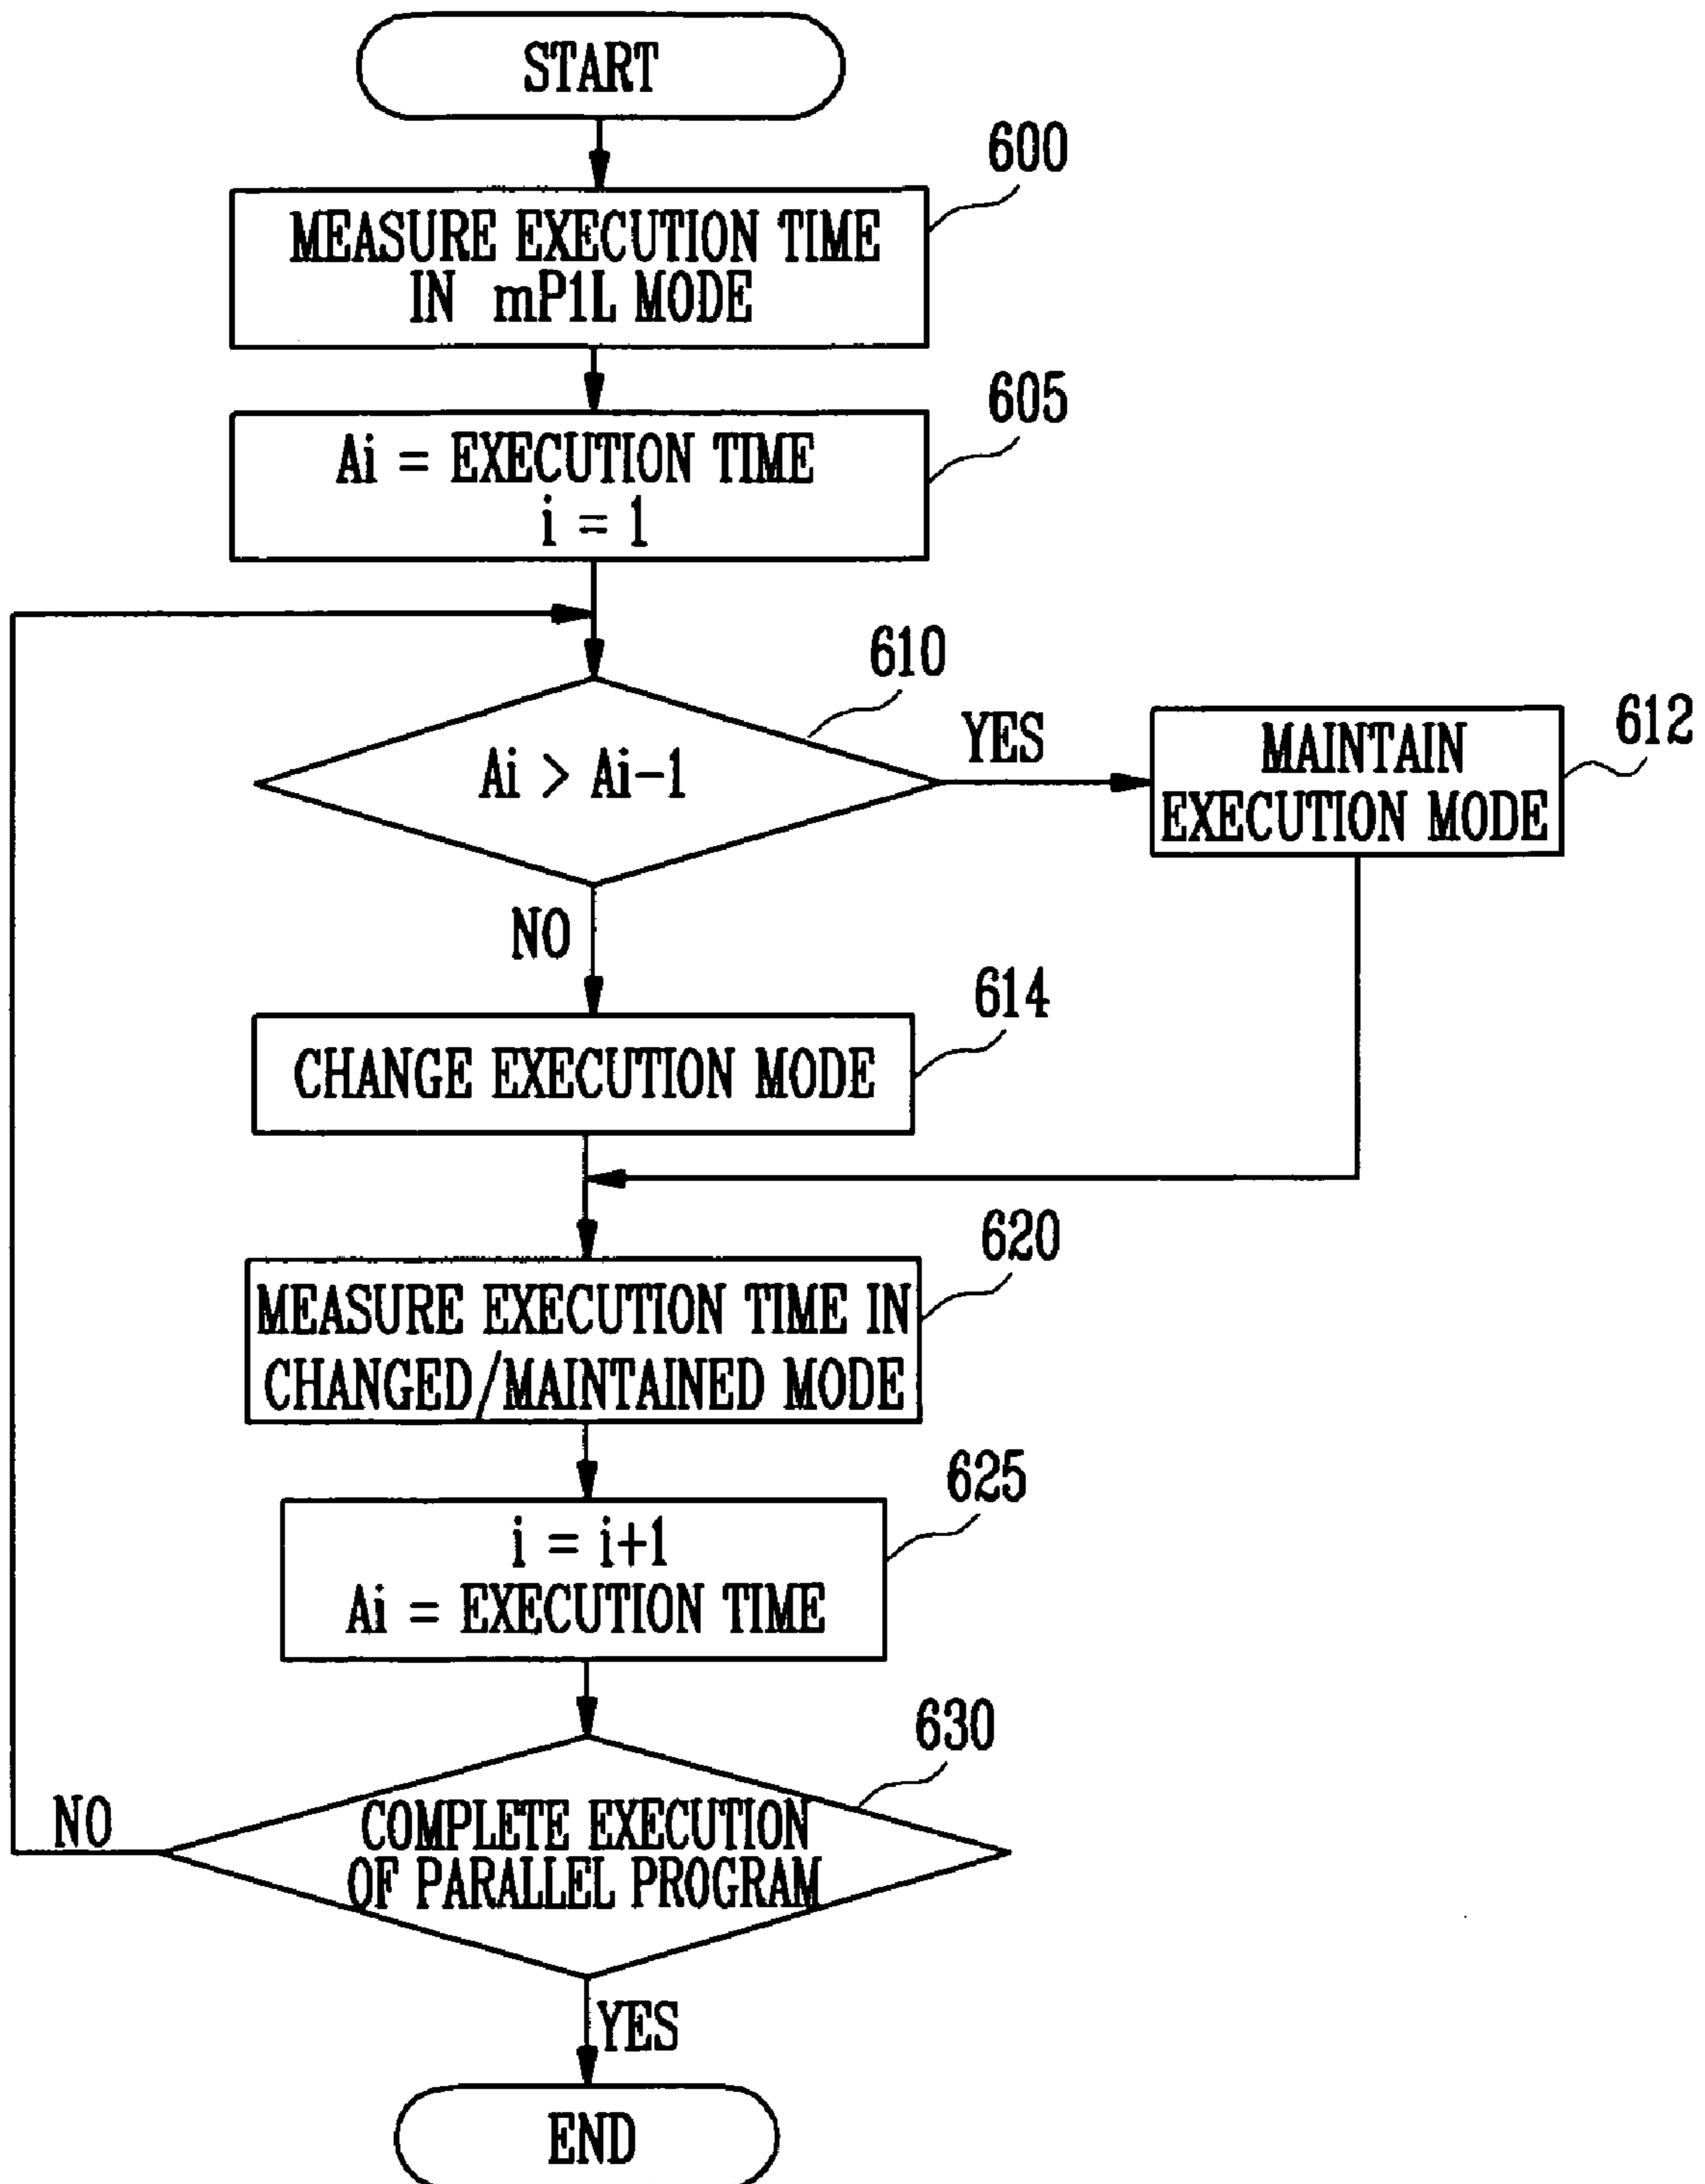 START
600
MEASURE EXECUTION TIME
IN mP1L MODE
605
Ai = EXECUTION TIME
i = 1
610
Ai > Ai-1
YES
612
MAINTAIN
EXECUTION MODE
NO
614
CHANGE EXECUTION MODE
620
MEASURE EXECUTION TIME IN
CHANGED/MAINTAINED MODE
625
i = i+1
Ai = EXECUTION TIME
630
NO
COMPLETE EXECUTION
OF PARALLEL PROGRAM
YES
END